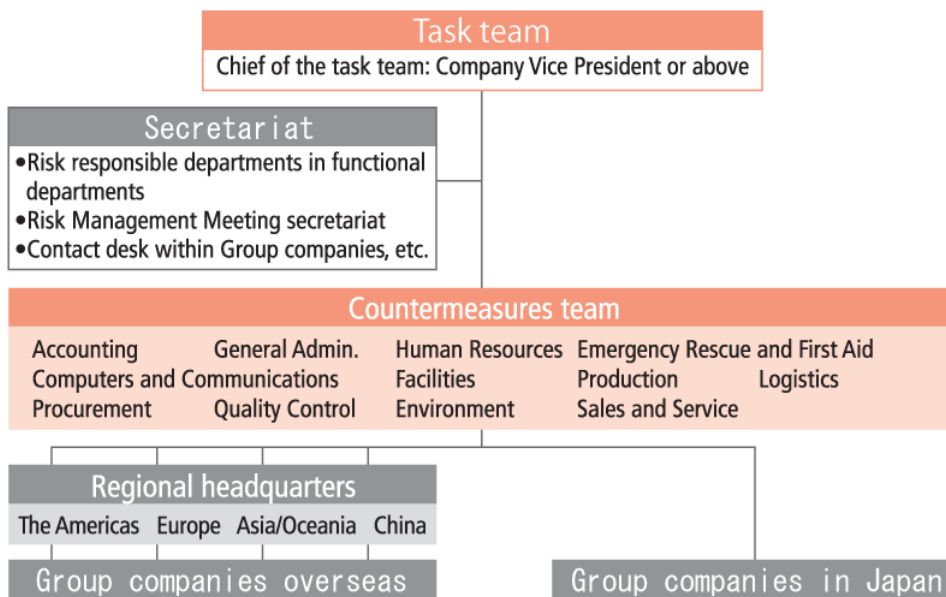 Task team
Chief of the task team: Company Vice President or above
Secretariat
•Risk responsible departments in functional
departments
•Risk Management Meeting secretariat
•Contact desk within Group companies, etc.
Countermeasures team
Accounting General Admin. Human Resources Emergency Rescue and First Aid
Computers and Communications Facilities Production Logistics
Procurement Quality Control Environment Sales and Service
Regional headquarters
The Americas Europe Asia/Oceania China
Group companies overseas
Group companies in Japan